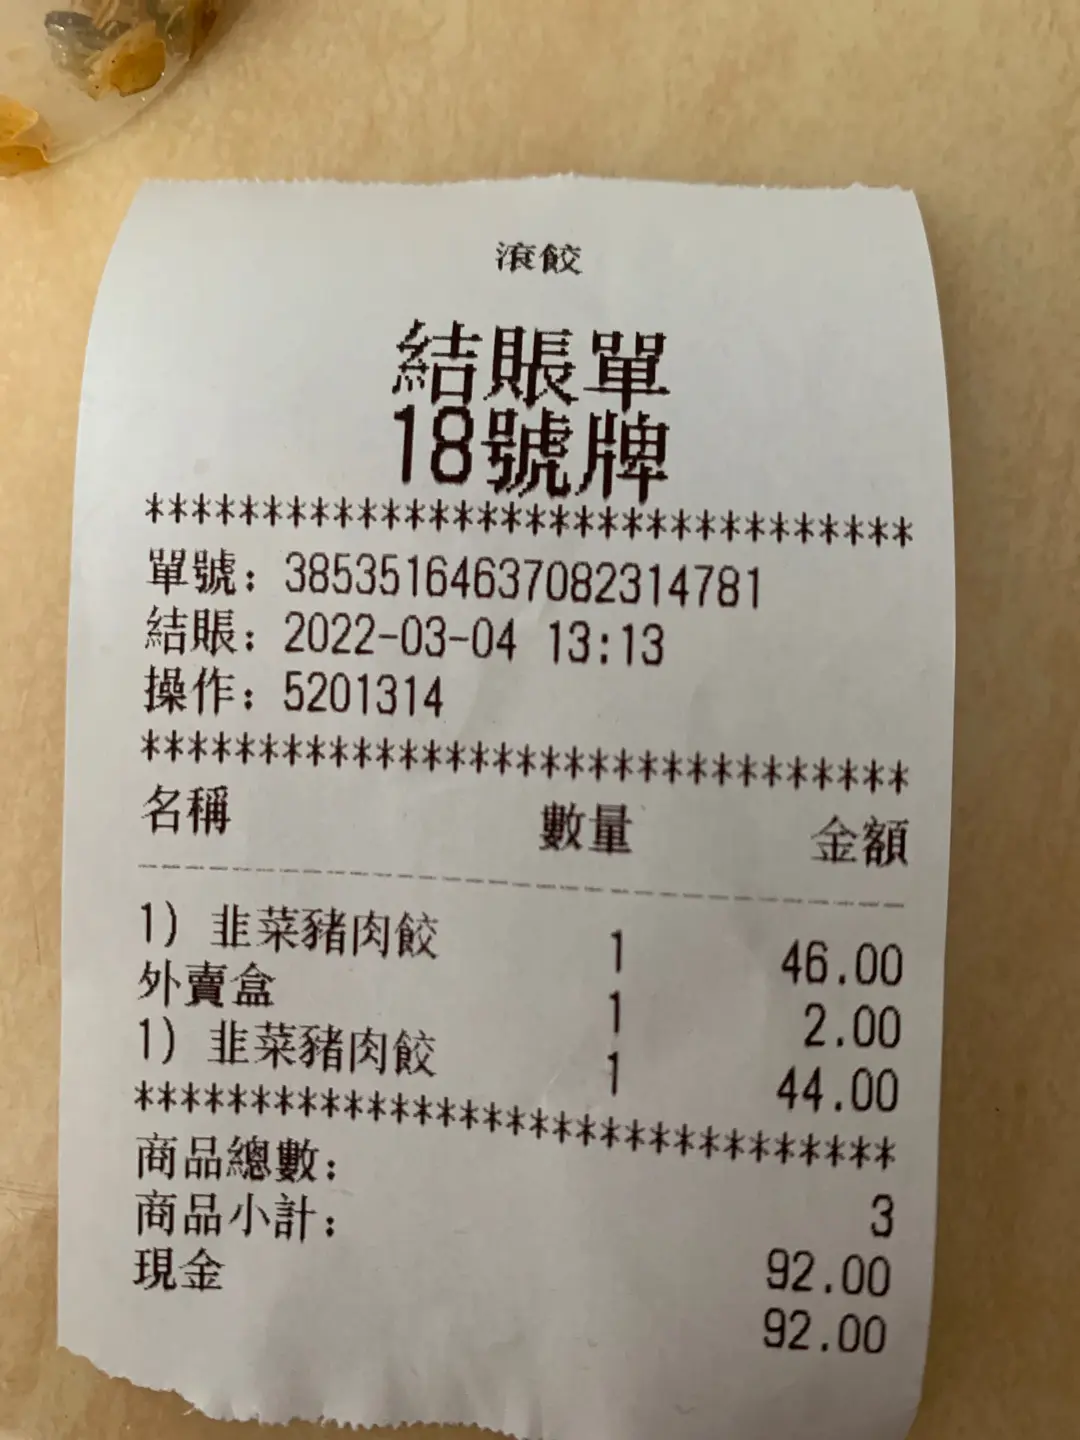 滾餃
結賬單
18號牌
********************************
單號：38535164637082314781
結賬：2022-03-04 13:13
操作：5201314
********************************
名稱 數量 金額
--------------------------------
1) 韭菜豬肉餃 1 46.00
外賣盒 1 2.00
1) 韭菜豬肉餃 1 44.00
********************************
商品總數： 3
商品小計： 92.00
現金 92.00